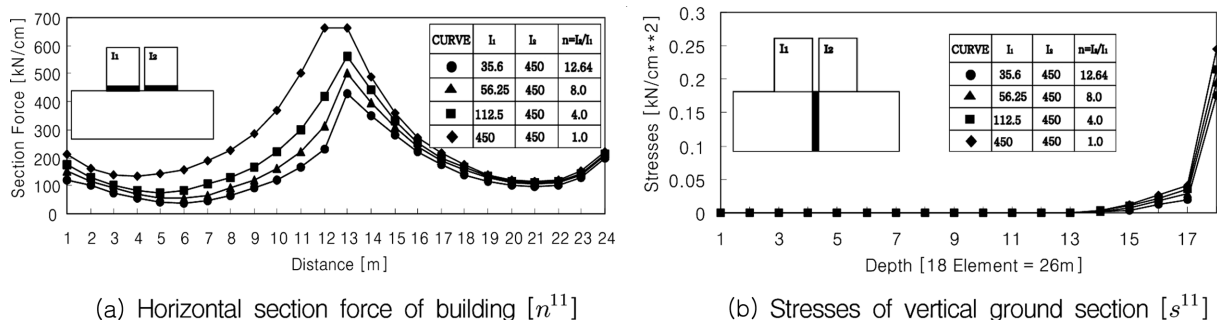 Section Force [kN/cm]
700
600
500
400
300
200
100
0
1 2 3 4 5 6 7 8 9 10 11 12 13 14 15 16 17 18 19 20 21 22 23 24
Distance [m]
I₁ I₂
CURVE I₁ I₂ n=I₂/I₁
35.6 450 12.64
56.25 450 8.0
112.5 450 4.0
450 450 1.0
(a) Horizontal section force of building [n¹¹]
Stresses [kN/cm**2]
0.3
0.25
0.2
0.15
0.1
0.05
0
1 3 5 7 9 11 13 15 17
Depth [18 Element = 26m]
I₁ I₂
CURVE I₁ I₂ n=I₂/I₁
35.6 450 12.64
56.25 450 8.0
112.5 450 4.0
450 450 1.0
(b) Stresses of vertical ground section [s¹¹]